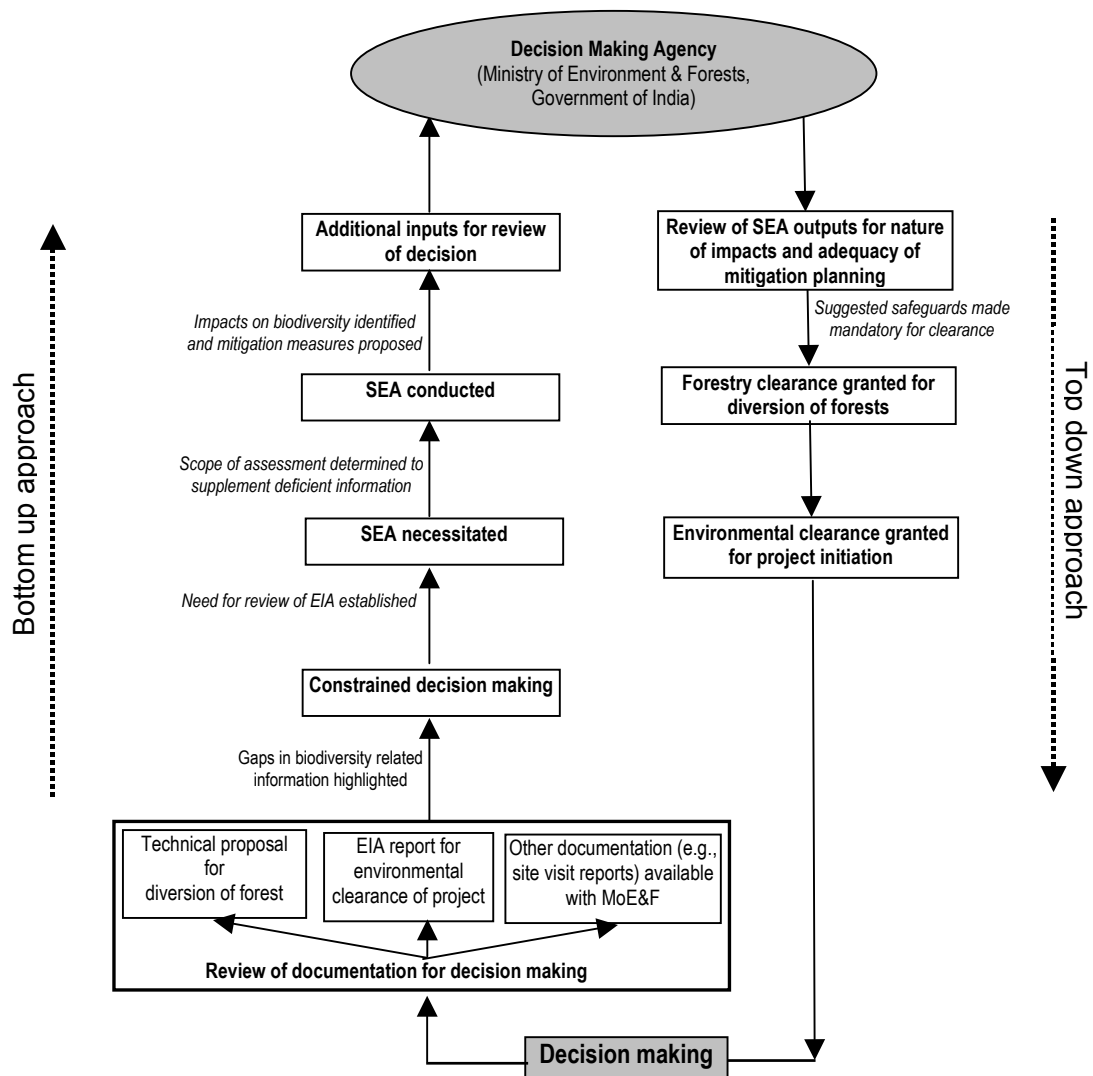 Decision Making Agency
(Ministry of Environment & Forests,
Government of India)
Additional inputs for review
of decision
Impacts on biodiversity identified
and mitigation measures proposed
SEA conducted
Scope of assessment determined to
supplement deficient information
SEA necessitated
Need for review of EIA established
Constrained decision making
Gaps in biodiversity related
information highlighted
Bottom up approach
Review of SEA outputs for nature
of impacts and adequacy of
mitigation planning
Suggested safeguards made
mandatory for clearance
Forestry clearance granted for
diversion of forests
Environmental clearance granted
for project initiation
Top down approach
Technical proposal
for
diversion of forest
EIA report for
environmental
clearance of project
Other documentation (e.g.,
site visit reports) available
with MoE&F
Review of documentation for decision making
Decision making